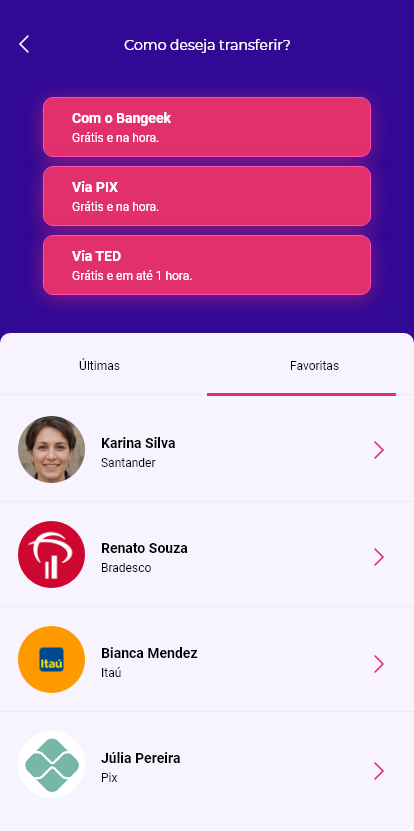 Como deseja transferir?
Com o Bangeek
Grátis e na hora.
Via PIX
Grátis e na hora.
Via TED
Grátis e em até 1 hora.
Últimas
Favoritas
Karina Silva
Santander
Renato Souza
Bradesco
Itaú
Bianca Mendez
Itaú
Júlia Pereira
Pix